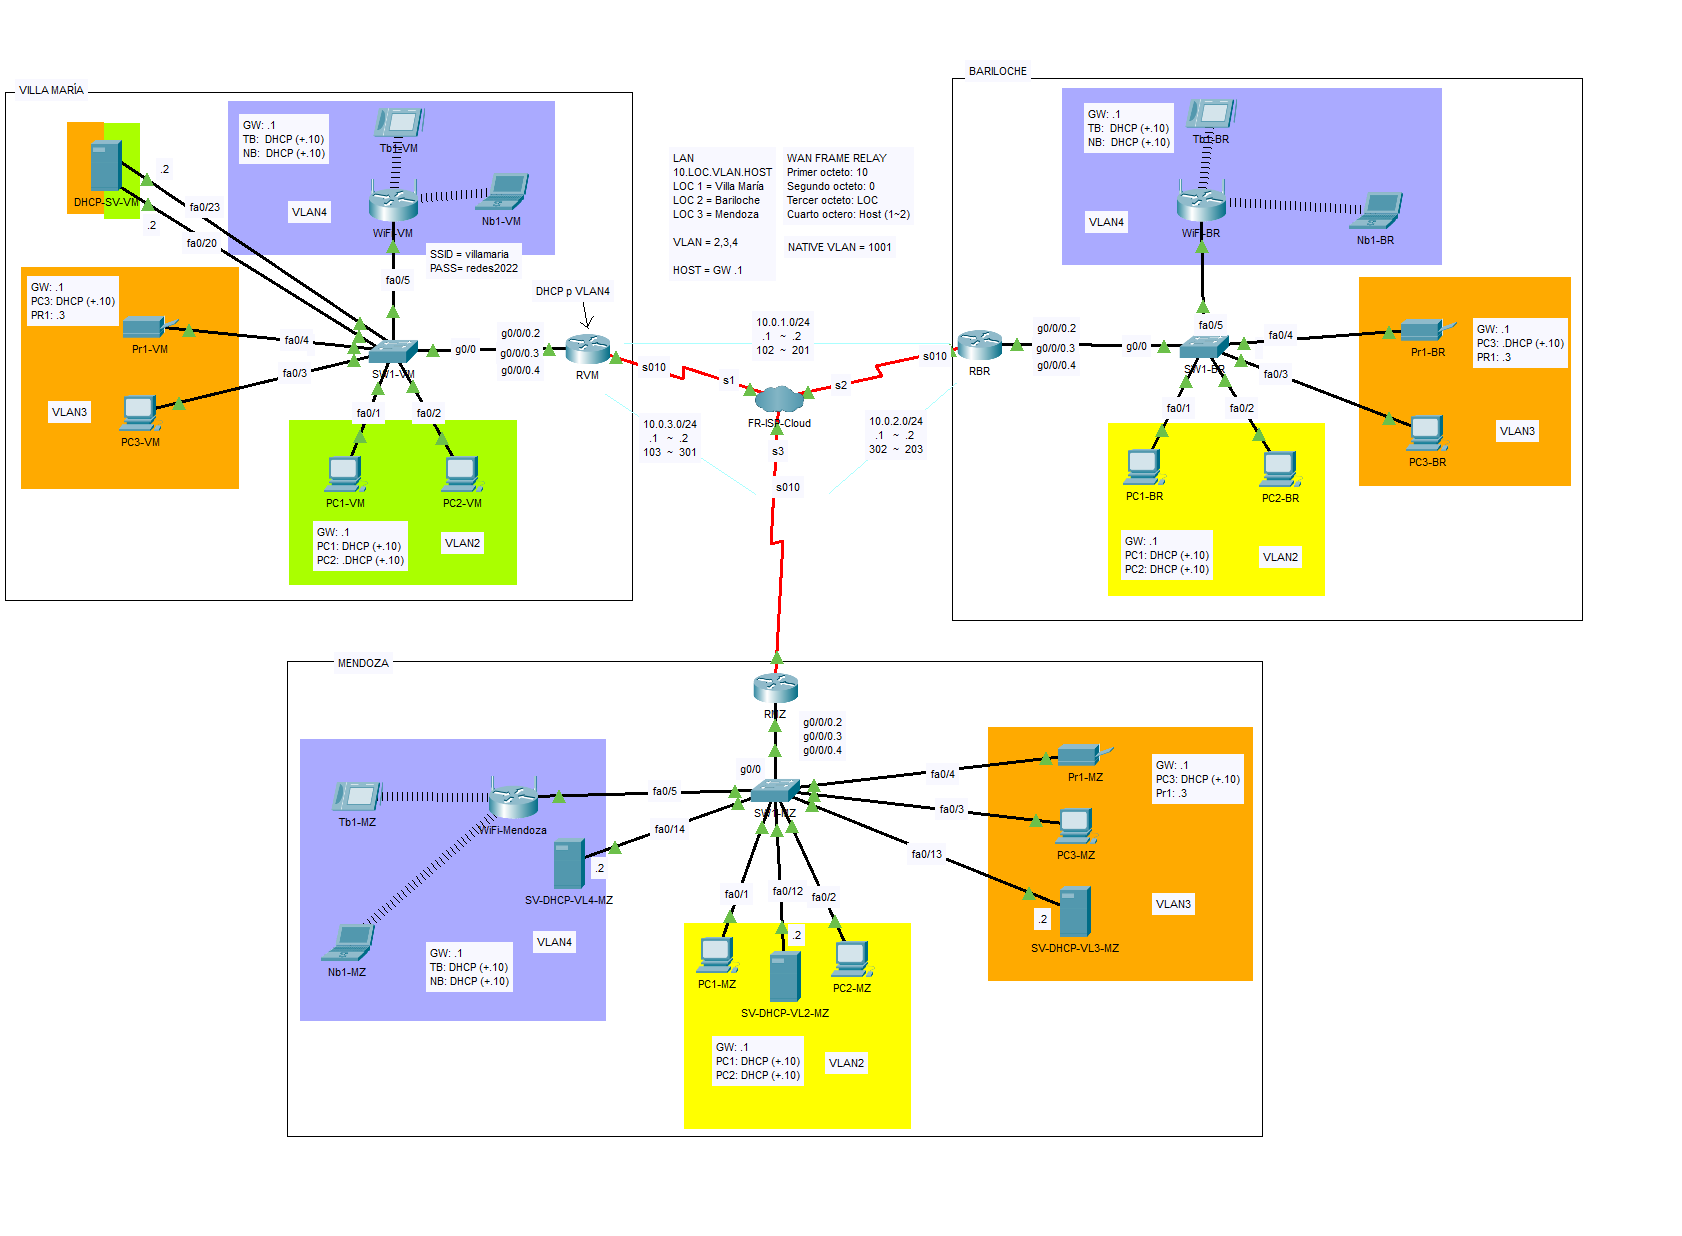 VILLA MARÍA
GW: .1
TB:  DHCP (+.10)
NB:  DHCP (+.10)
Tb1-VM
DHCP-SV-VM
.2
.2
fa0/23
fa0/20
VLAN4
WiFi-VM
Nb1-VM
SSID = villamaria
PASS= redes2022
fa0/5
GW: .1
PC3: DHCP (+.10)
PR1: .3
Pr1-VM
fa0/4
fa0/3
SW1-VM
VLAN3
PC3-VM
g0/0
g0/0/0.2
g0/0/0.3
g0/0/0.4
DHCP p VLAN4
RVM
fa0/1
fa0/2
PC1-VM
PC2-VM
GW: .1
PC1: DHCP (+.10)
PC2: .DHCP (+.10)
VLAN2
LAN
10.LOC.VLAN.HOST
LOC 1 = Villa María
LOC 2 = Bariloche
LOC 3 = Mendoza
VLAN = 2,3,4
HOST = GW .1
WAN FRAME RELAY
Primer octeto: 10
Segundo octeto: 0
Tercer octeto: LOC
Cuarto octero: Host (1~2)
NATIVE VLAN = 1001
10.0.1.0/24
.1  ~  .2
102  ~  201
s010
s1
s2
s010
FR-ISP-Cloud
10.0.3.0/24
.1  ~  .2
103  ~  301
10.0.2.0/24
.1  ~  .2
302  ~  203
s3
s010
BARILOCHE
GW: .1
TB:  DHCP (+.10)
NB:  DHCP (+.10)
Tb1-BR
VLAN4
WiFi-BR
Nb1-BR
RBR
g0/0/0.2
g0/0/0.3
g0/0/0.4
g0/0
fa0/5
SW1-BR
fa0/4
fa0/3
Pr1-BR
GW: .1
PC3: .DHCP (+.10)
PR1: .3
PC3-BR
VLAN3
fa0/1
fa0/2
PC1-BR
PC2-BR
GW: .1
PC1: DHCP (+.10)
PC2: DHCP (+.10)
VLAN2
MENDOZA
RMZ
g0/0/0.2
g0/0/0.3
g0/0/0.4
g0/0
SW1-MZ
Tb1-MZ
WiFi-Mendoza
fa0/5
fa0/14
.2
SV-DHCP-VL4-MZ
Nb1-MZ
GW: .1
TB: DHCP (+.10)
NB: DHCP (+.10)
VLAN4
fa0/1
fa0/12
fa0/2
.2
PC1-MZ
PC2-MZ
SV-DHCP-VL2-MZ
GW: .1
PC1: DHCP (+.10)
PC2: DHCP (+.10)
VLAN2
fa0/4
fa0/3
fa0/13
Pr1-MZ
GW: .1
PC3: DHCP (+.10)
Pr1: .3
PC3-MZ
.2
VLAN3
SV-DHCP-VL3-MZ